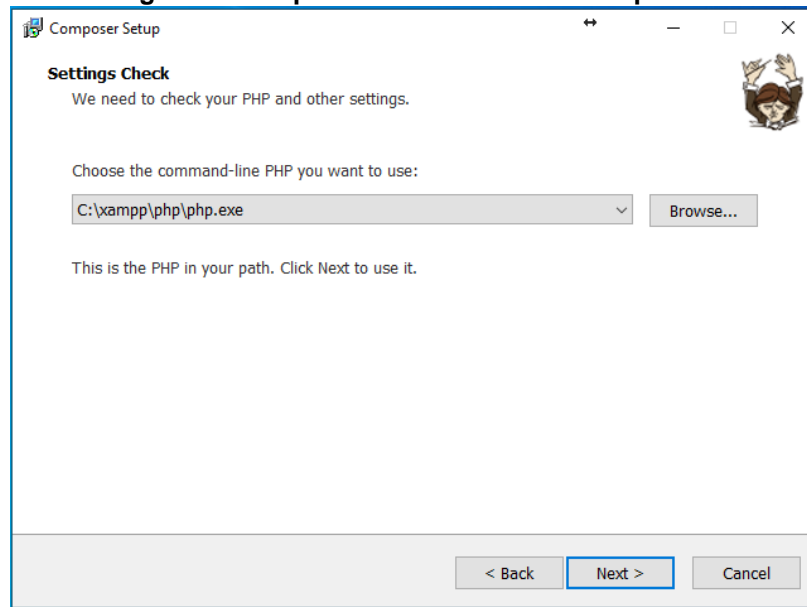 Composer Setup
Settings Check
We need to check your PHP and other settings.
Choose the command-line PHP you want to use:
C:\xampp\php\php.exe
Browse...
This is the PHP in your path. Click Next to use it.
< Back
Next >
Cancel